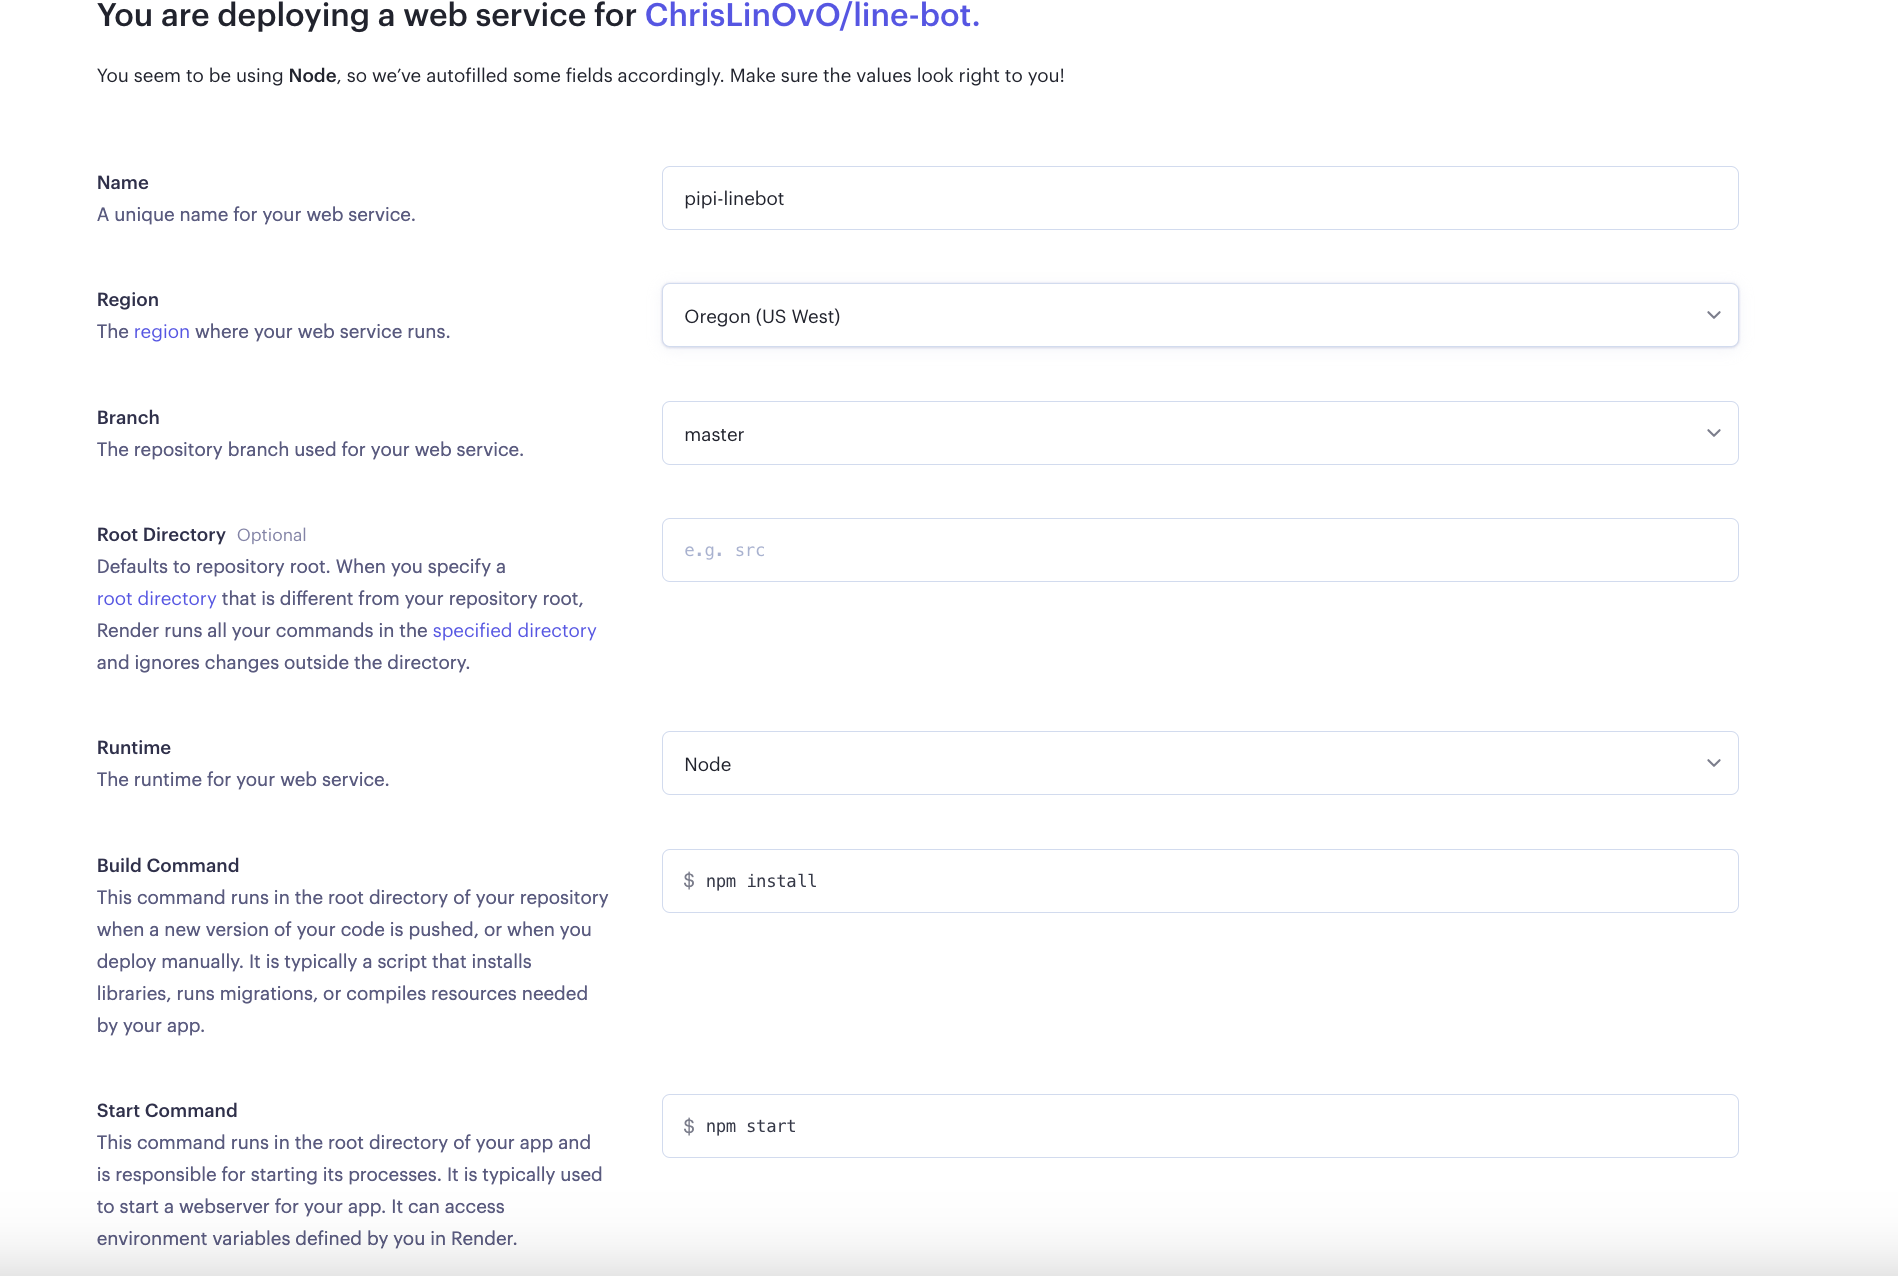 You are deploying a web service for ChrisLinOvO/line-bot.
You seem to be using Node, so we've autofilled some fields accordingly. Make sure the values look right to you!
Name
A unique name for your web service.
pipi-linebot
Region
The region where your web service runs.
Oregon (US West)
Branch
The repository branch used for your web service.
master
Root Directory Optional
Defaults to repository root. When you specify a
root directory that is different from your repository root,
Render runs all your commands in the specified directory
and ignores changes outside the directory.
e.g. src
Runtime
The runtime for your web service.
Node
Build Command
This command runs in the root directory of your repository
when a new version of your code is pushed, or when you
deploy manually. It is typically a script that installs
libraries, runs migrations, or compiles resources needed
by your app.
$ npm install
Start Command
This command runs in the root directory of your app and
is responsible for starting its processes. It is typically used
to start a webserver for your app. It can access
environment variables defined by you in Render.
$ npm start